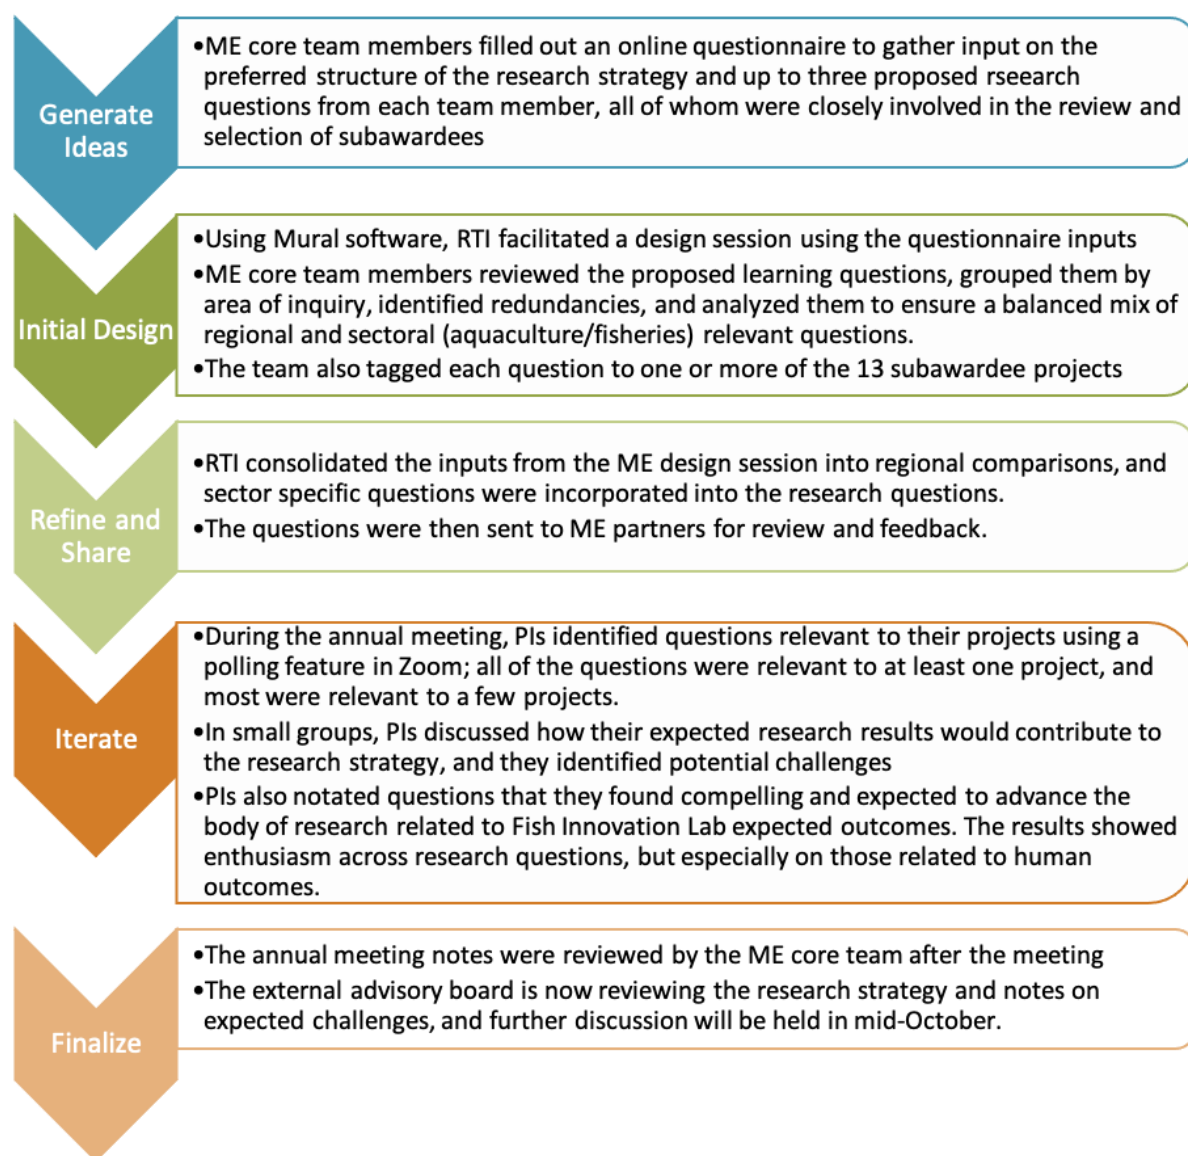 Generate
Ideas
•ME core team members filled out an online questionnaire to gather input on the
preferred structure of the research strategy and up to three proposed rseearch
questions from each team member, all of whom were closely involved in the review and
selection of subawardees
Initial Design
•Using Mural software, RTI facilitated a design session using the questionnaire inputs
•ME core team members reviewed the proposed learning questions, grouped them by
area of inquiry, identified redundancies, and analyzed them to ensure a balanced mix of
regional and sectoral (aquaculture/fisheries) relevant questions.
•The team also tagged each question to one or more of the 13 subawardee projects
Refine and
Share
•RTI consolidated the inputs from the ME design session into regional comparisons, and
sector specific questions were incorporated into the research questions.
•The questions were then sent to ME partners for review and feedback.
Iterate
•During the annual meeting, PIs identified questions relevant to their projects using a
polling feature in Zoom; all of the questions were relevant to at least one project, and
most were relevant to a few projects.
•In small groups, PIs discussed how their expected research results would contribute to
the research strategy, and they identified potential challenges
•PIs also notated questions that they found compelling and expected to advance the
body of research related to Fish Innovation Lab expected outcomes. The results showed
enthusiasm across research questions, but especially on those related to human
outcomes.
Finalize
•The annual meeting notes were reviewed by the ME core team after the meeting
•The external advisory board is now reviewing the research strategy and notes on
expected challenges, and further discussion will be held in mid-October.